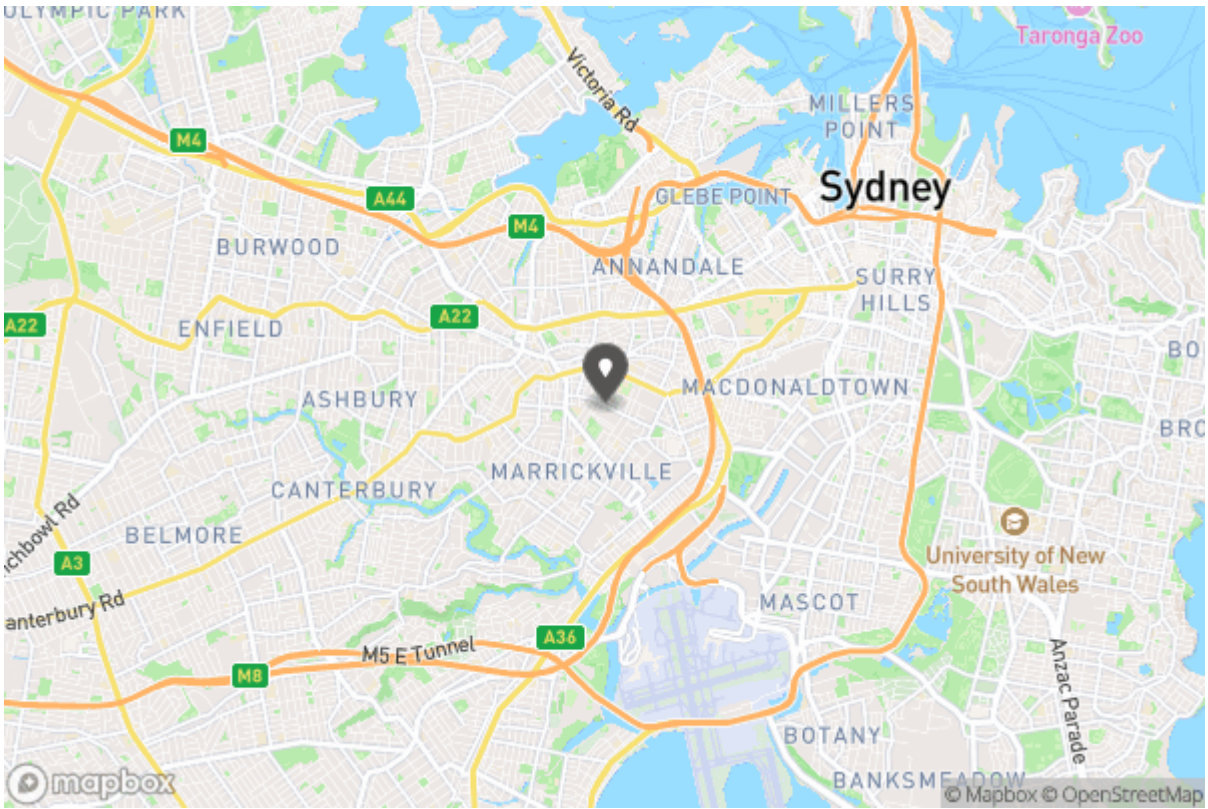 OLYMPIC PARK
Taronga Zoo
Victoria Rd
MILLERS
POINT
M4
A44
GLEBE POINT
Sydney
M4
BURWOOD
ANNANDALE
SURRY
HILLS
A22
A22
ENFIELD
BO
ASHBURY
MACDONALDTOWN
BRO
MARRICKVILLE
CANTERBURY
chbowl Rd
BELMORE
University of New
South Wales
A3
anterbury Rd
MASCOT
A36
M5 E Tunnel
M8
Anzac Parade
BOTANY
BANKSMEADOW
mapbox
© Mapbox © OpenStreetMap